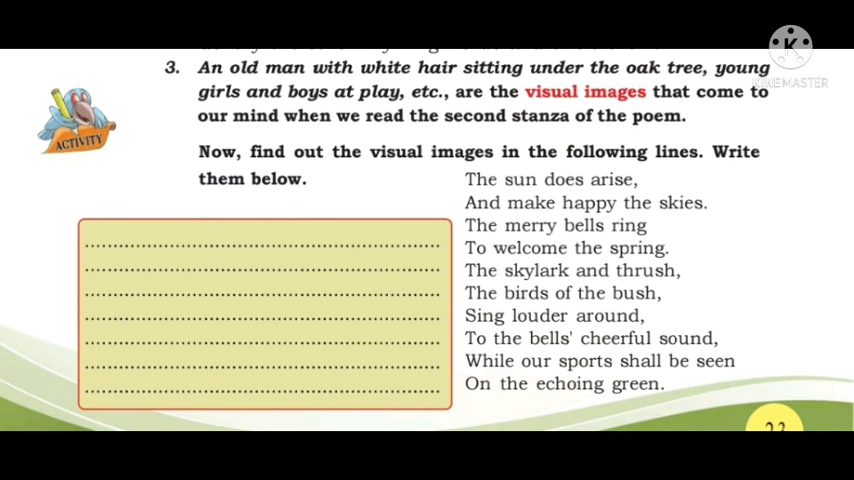 3. An old man with white hair sitting under the oak tree, young
girls and boys at play, etc., are the visual images that come to
our mind when we read the second stanza of the poem.
Now, find out the visual images in the following lines. Write
them below.
The sun does arise,
And make happy the skies.
The merry bells ring
To welcome the spring.
The skylark and thrush,
The birds of the bush,
Sing louder around,
To the bells' cheerful sound,
While our sports shall be seen
On the echoing green.
ACTIVITY
K
KINEMASTER